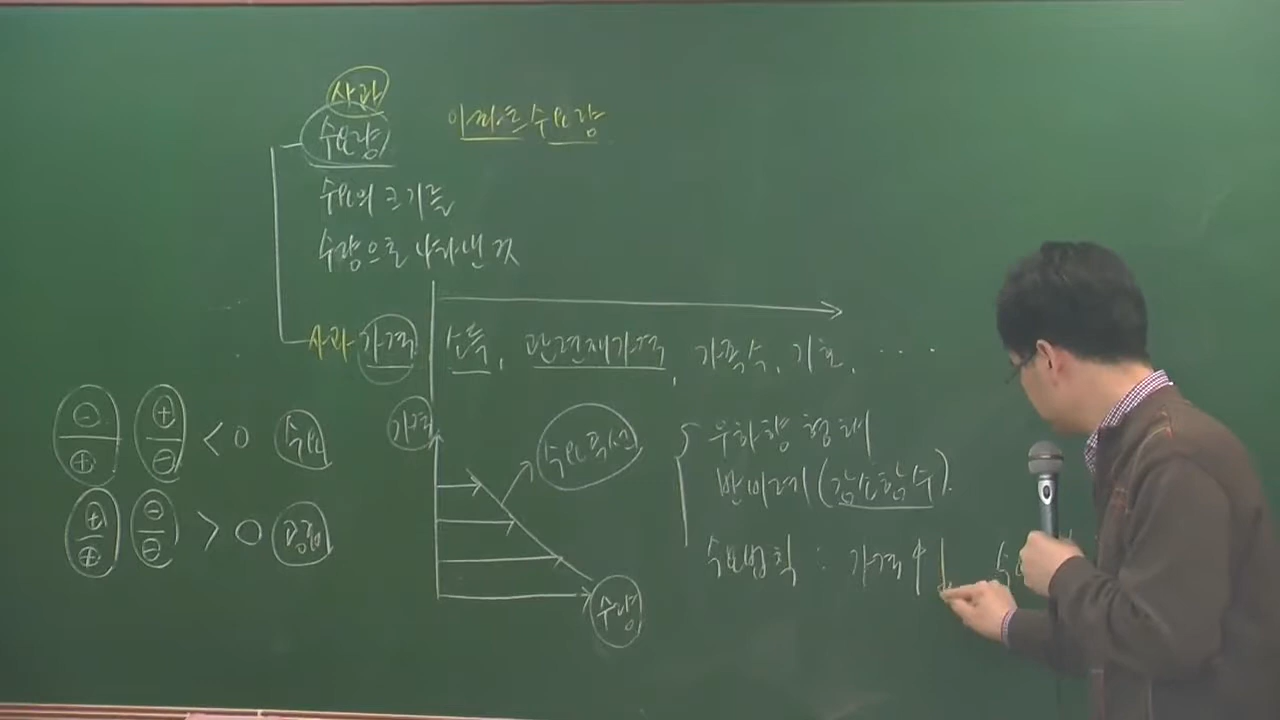 사과
수요량 아파트 수요량
수요의 크기를
수량으로 나타낸 것
사과 가격 소득, 관련재가격, 가족수, 기호, ....
가격
⊖/⊕ ⊕/⊖ < 0 수요
수요곡선
우하향 형태
반비례 (감소함수).
⊕/⊕ ⊖/⊖ > 0 공급
수요법칙 : 가격↑↓ 수
수량